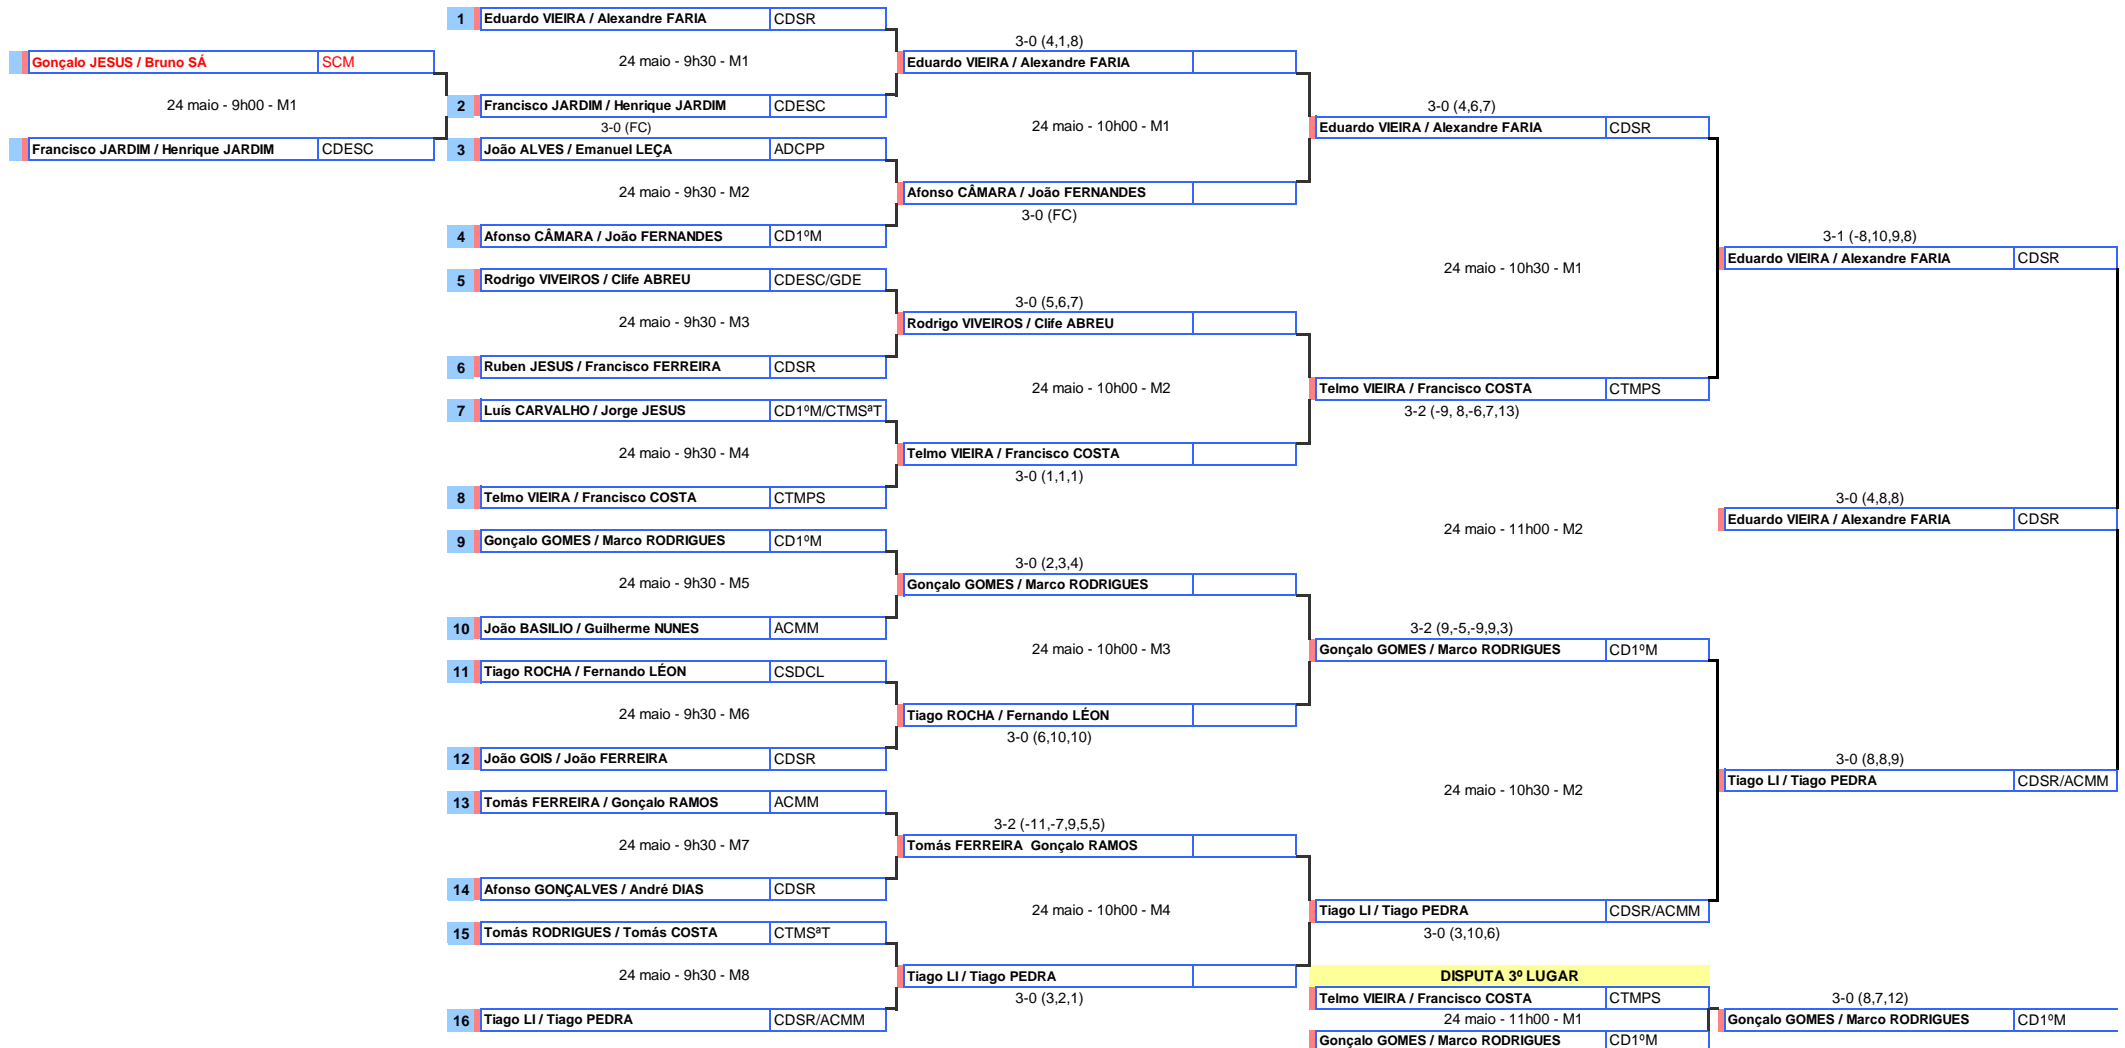 1 Eduardo VIEIRA / Alexandre FARIA CDSR
3-0 (4,1,8)
Gonçalo JESUS / Bruno SÁ SCM
24 maio - 9h30 - M1
Eduardo VIEIRA / Alexandre FARIA
24 maio - 9h00 - M1
2 Francisco JARDIM / Henrique JARDIM CDESC
3-0 (4,6,7)
3-0 (FC)
24 maio - 10h00 - M1
Eduardo VIEIRA / Alexandre FARIA CDSR
Francisco JARDIM / Henrique JARDIM CDESC
3 João ALVES / Emanuel LEÇA ADCPP
24 maio - 9h30 - M2
Afonso CÂMARA / João FERNANDES
3-0 (FC)
4 Afonso CÂMARA / João FERNANDES CD1ºM
3-1 (-8,10,9,8)
Eduardo VIEIRA / Alexandre FARIA CDSR
24 maio - 10h30 - M1
5 Rodrigo VIVEIROS / Clife ABREU CDESC/GDE
3-0 (5,6,7)
24 maio - 9h30 - M3
Rodrigo VIVEIROS / Clife ABREU
6 Ruben JESUS / Francisco FERREIRA CDSR
24 maio - 10h00 - M2
Telmo VIEIRA / Francisco COSTA CTMPS
7 Luís CARVALHO / Jorge JESUS CD1ºM/CTMSªT
3-2 (-9, 8,-6,7,13)
24 maio - 9h30 - M4
Telmo VIEIRA / Francisco COSTA
3-0 (1,1,1)
8 Telmo VIEIRA / Francisco COSTA CTMPS
3-0 (4,8,8)
Eduardo VIEIRA / Alexandre FARIA CDSR
24 maio - 11h00 - M2
9 Gonçalo GOMES / Marco RODRIGUES CD1ºM
3-0 (2,3,4)
24 maio - 9h30 - M5
Gonçalo GOMES / Marco RODRIGUES
10 João BASILIO / Guilherme NUNES ACMM
3-2 (9,-5,-9,9,3)
24 maio - 10h00 - M3
Gonçalo GOMES / Marco RODRIGUES CD1ºM
11 Tiago ROCHA / Fernando LÉON CSDCL
24 maio - 9h30 - M6
Tiago ROCHA / Fernando LÉON
3-0 (6,10,10)
12 João GOIS / João FERREIRA CDSR
3-0 (8,8,9)
Tiago LI / Tiago PEDRA CDSR/ACMM
24 maio - 10h30 - M2
13 Tomás FERREIRA / Gonçalo RAMOS ACMM
3-2 (-11,-7,9,5,5)
24 maio - 9h30 - M7
Tomás FERREIRA Gonçalo RAMOS
14 Afonso GONÇALVES / André DIAS CDSR
24 maio - 10h00 - M4
Tiago LI / Tiago PEDRA CDSR/ACMM
15 Tomás RODRIGUES / Tomás COSTA CTMSªT
3-0 (3,10,6)
24 maio - 9h30 - M8
Tiago LI / Tiago PEDRA
DISPUTA 3º LUGAR
3-0 (3,2,1)
Telmo VIEIRA / Francisco COSTA CTMPS
3-0 (8,7,12)
16 Tiago LI / Tiago PEDRA CDSR/ACMM
24 maio - 11h00 - M1
Gonçalo GOMES / Marco RODRIGUES CD1ºM
Gonçalo GOMES / Marco RODRIGUES CD1ºM